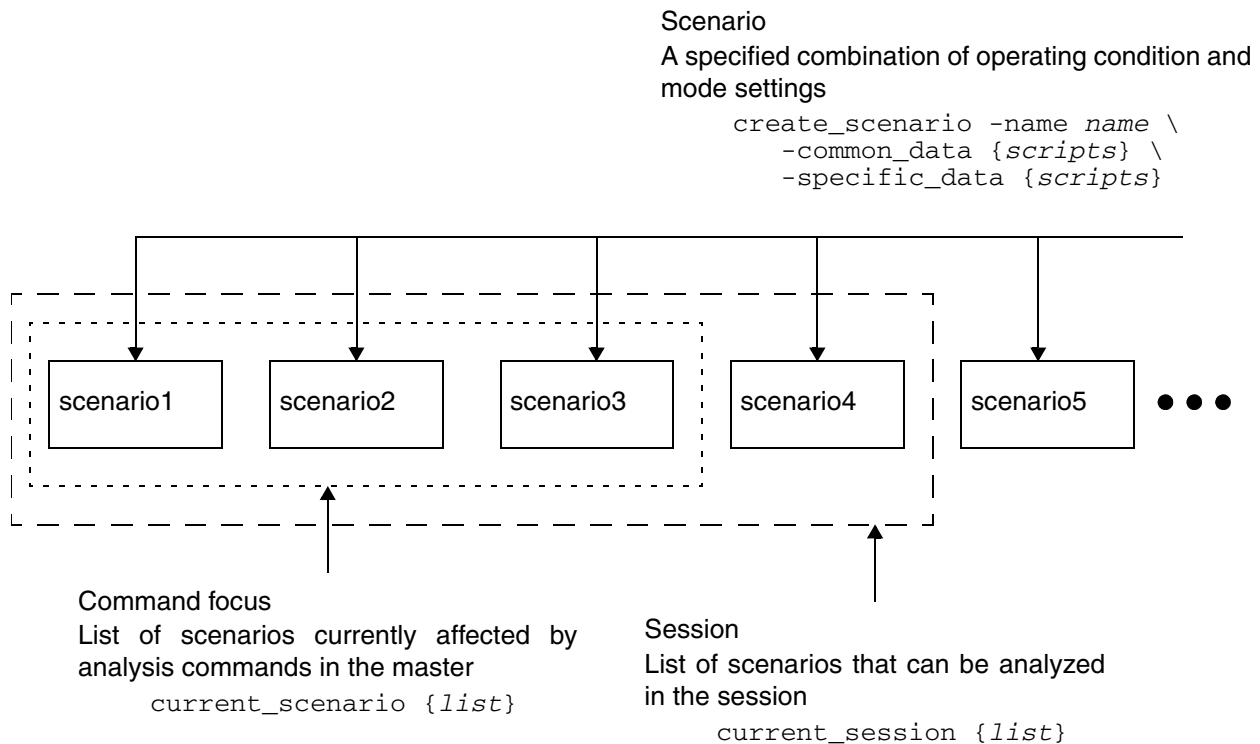 Scenario
A specified combination of operating condition and
mode settings
create_scenario -name name \
-common_data {scripts} \
-specific_data {scripts}
scenario1
scenario2
scenario3
scenario4
scenario5
Command focus
List of scenarios currently affected by
analysis commands in the master
current_scenario {list}
Session
List of scenarios that can be analyzed
in the session
current_session {list}